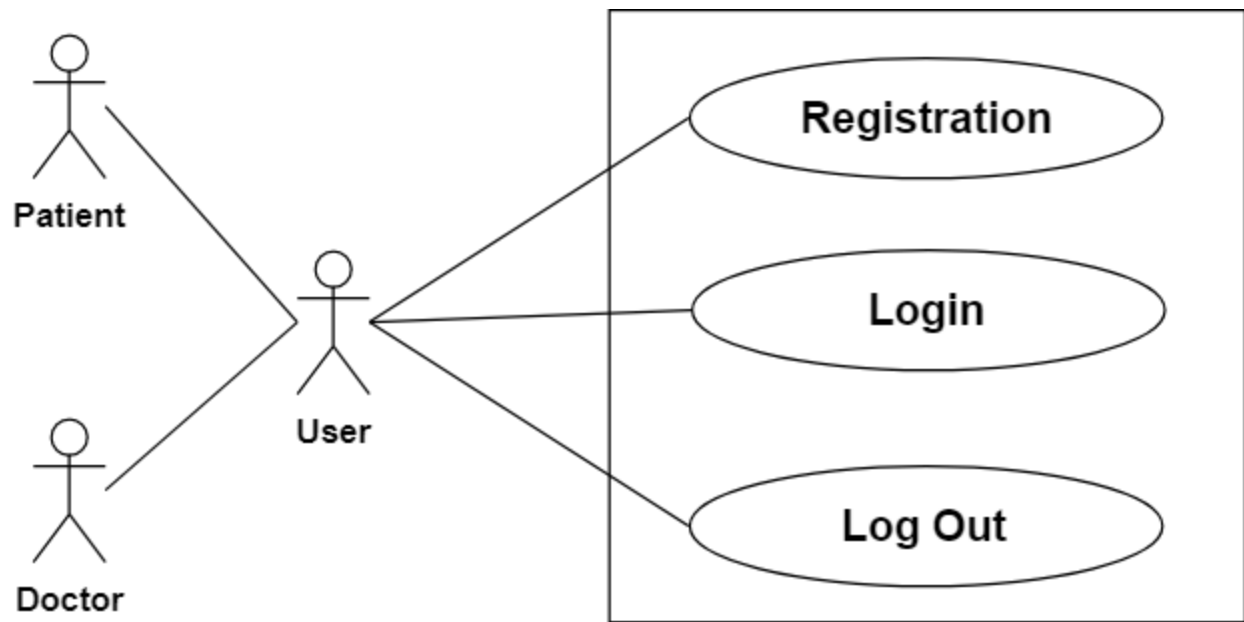 Patient
Doctor
User
Registration
Login
Log Out